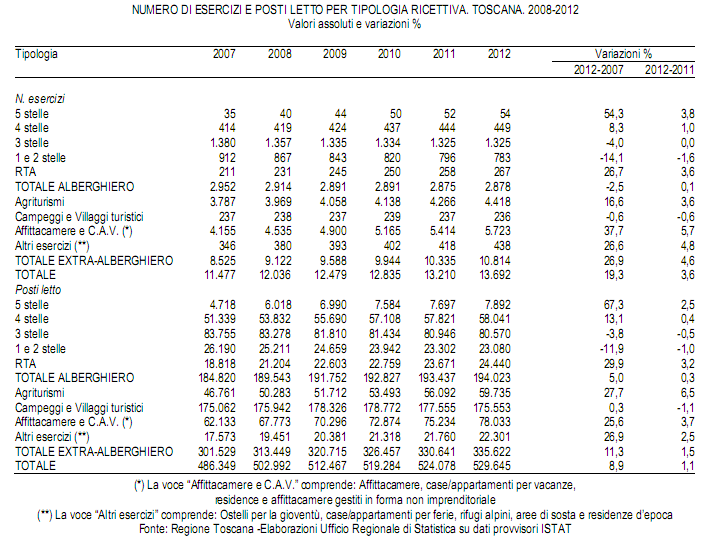 NUMERO DI ESERCIZI E POSTI LETTO PER TIPOLOGIA RICETTIVA. TOSCANA. 2008-2012
Valori assoluti e variazioni %
Tipologia 2007 2008 2009 2010 2011 2012 Variazioni %
2012-2007 2012-2011
N. esercizi
5 stelle 35 40 44 50 52 54 54,3 3,8
4 stelle 414 419 424 437 444 449 8,3 1,0
3 stelle 1.380 1.357 1.335 1.334 1.325 1.325 -4,0 0,0
1 e 2 stelle 912 867 843 820 796 783 -14,1 -1,6
RTA 211 231 245 250 258 267 26,7 3,6
TOTALE ALBERGHIERO 2.952 2.914 2.891 2.891 2.875 2.878 -2,5 0,1
Agriturismi 3.787 3.969 4.058 4.138 4.266 4.418 16,6 3,6
Campeggi e Villaggi turistici 237 238 237 239 237 236 -0,6 -0,6
Affittacamere e C.A.V. (*) 4.155 4.535 4.900 5.165 5.414 5.723 37,7 5,7
Altri esercizi (**) 346 380 393 402 418 438 26,6 4,8
TOTALE EXTRA-ALBERGHIERO 8.525 9.122 9.588 9.944 10.335 10.814 26,9 4,6
TOTALE 11.477 12.036 12.479 12.835 13.210 13.692 19,3 3,6
Posti letto
5 stelle 4.718 6.018 6.990 7.584 7.697 7.892 67,3 2,5
4 stelle 51.339 53.832 55.690 57.108 57.821 58.041 13,1 0,4
3 stelle 83.755 83.278 81.810 81.434 80.946 80.570 -3,8 -0,5
1 e 2 stelle 26.190 25.211 24.659 23.942 23.302 23.080 -11,9 -1,0
RTA 18.818 21.204 22.603 22.759 23.671 24.440 29,9 3,2
TOTALE ALBERGHIERO 184.820 189.543 191.752 192.827 193.437 194.023 5,0 0,3
Agriturismi 46.761 50.283 51.712 53.493 56.092 59.735 27,7 6,5
Campeggi e Villaggi turistici 175.062 175.942 178.326 178.772 177.555 175.553 0,3 -1,1
Affittacamere e C.A.V. (*) 62.133 67.773 70.296 72.874 75.234 78.033 25,6 3,7
Altri esercizi (**) 17.573 19.451 20.381 21.318 21.760 22.301 26,9 2,5
TOTALE EXTRA-ALBERGHIERO 301.529 313.449 320.715 326.457 330.641 335.622 11,3 1,5
TOTALE 486.349 502.992 512.467 519.284 524.078 529.645 8,9 1,1
(*) La voce "Affittacamere e C.A.V." comprende: Affittacamere, case/appartamenti per vacanze,
residence e affittacamere gestiti in forma non imprenditoriale
(**) La voce "Altri esercizi" comprende: Ostelli per la gioventù, case/appartamenti per ferie, rifugi alpini, aree di sosta e residenze d'epoca
Fonte: Regione Toscana -Elaborazioni Ufficio Regionale di Statistica su dati provvisori ISTAT